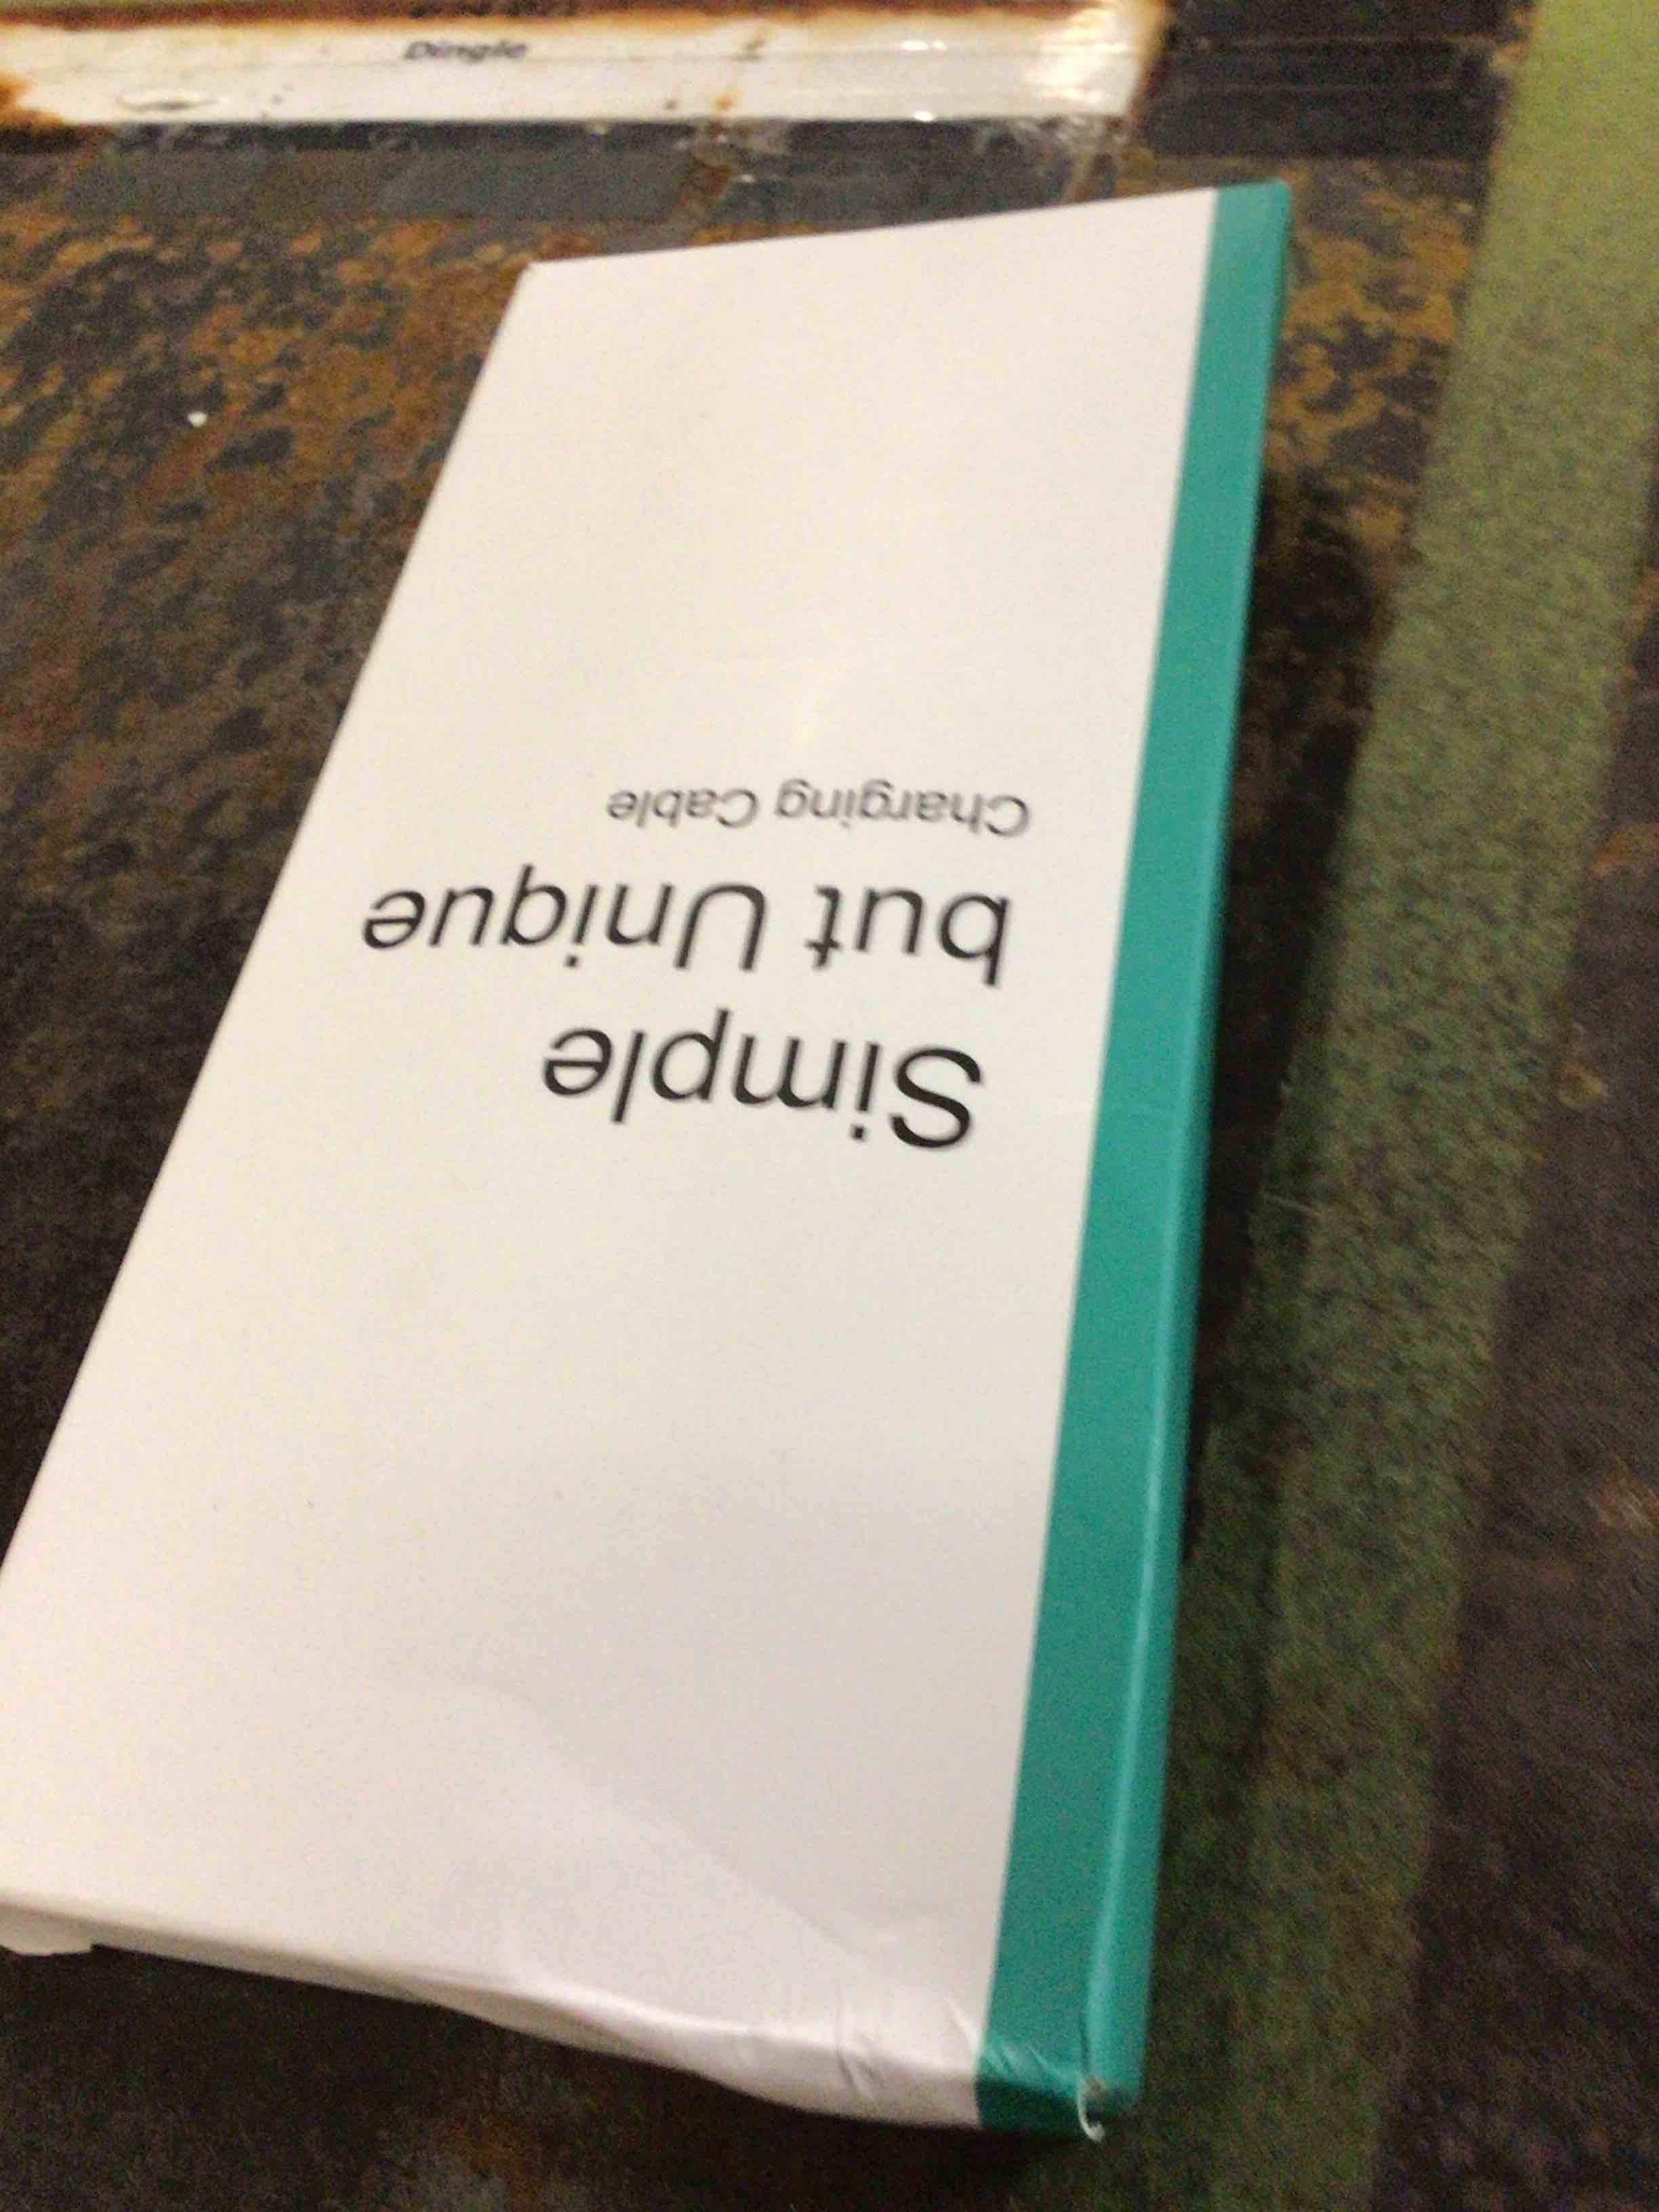 Simple
but Unique
Charging Cable
Dingle